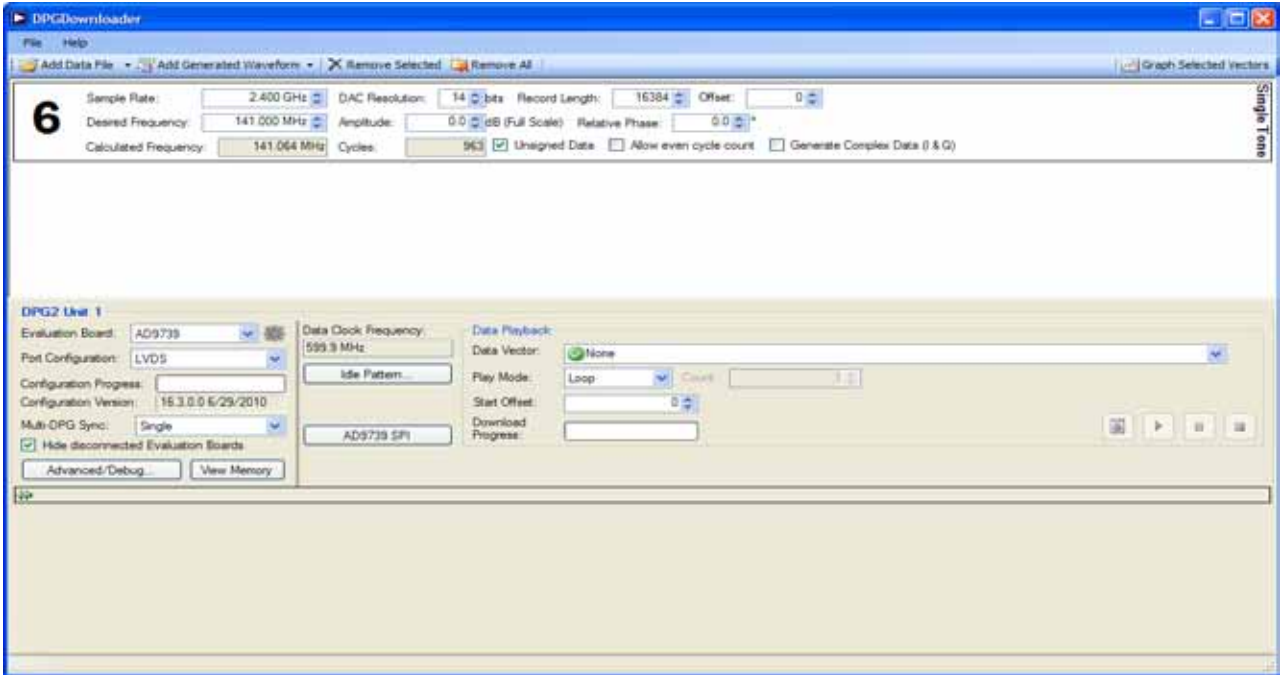 DPGDownloader
File Help
Add Data File Add Generated Waveform Remove Selected Remove All Graph Selected Vectors
6
Sample Rate: 2.400 GHz DAC Resolution: 14 bits Record Length: 16384 Offset: 0
Desired Frequency: 141.000 MHz Amplitude: 0.0 dB (Full Scale) Relative Phase: 0.0 °
Calculated Frequency: 141.064 MHz Cycles: 963 Unsigned Data Allow even cycle count Generate Complex Data (I & Q)
Single Tone
DPG2 Unit 1
Evaluation Board: AD9739
Port Configuration: LVDS
Configuration Progress:
Configuration Version: 16.3.0.0 6/29/2010
Multi-DPG Sync: Single
Hide disconnected Evaluation Boards
Advanced/Debug... View Memory
Data Clock Frequency:
599.9 MHz
Idle Pattern...
AD9739 SPI
Data Playback
Data Vector: None
Play Mode: Loop Count: 1
Start Offset: 0
Download Progress: